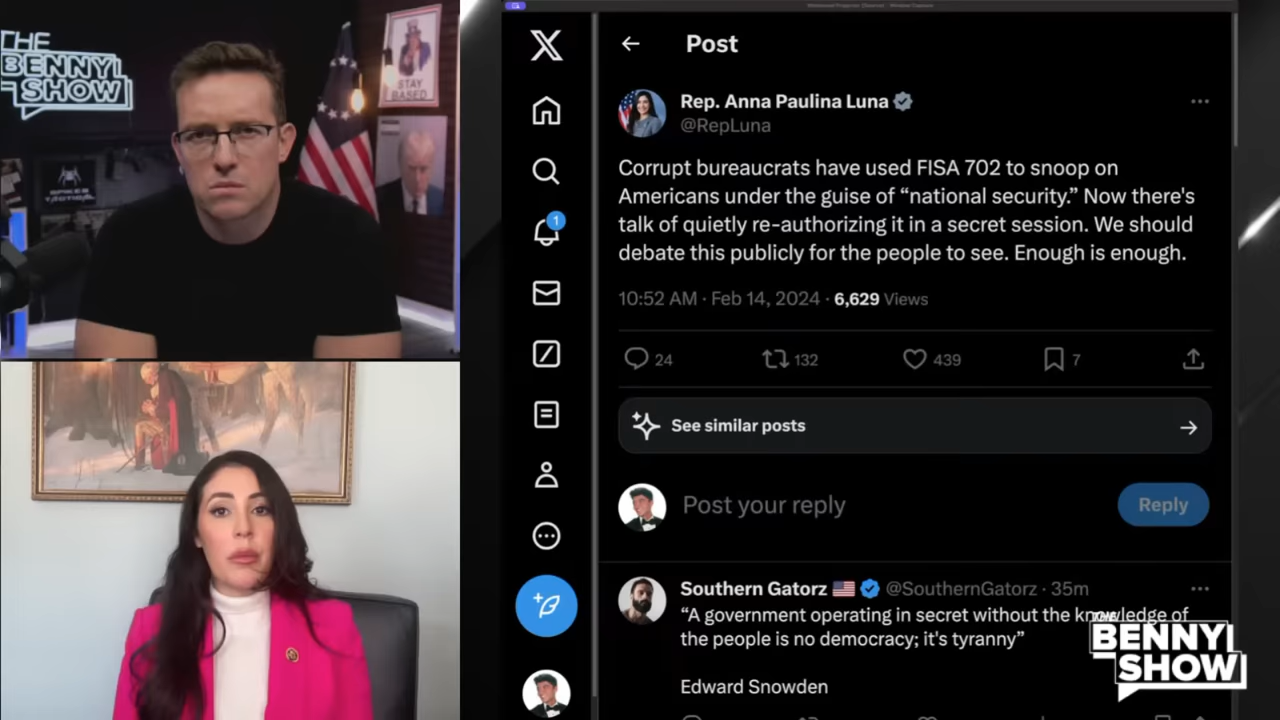 THE
BENNY
SHOW
STAY
BASED
Post
Rep. Anna Paulina Luna
@RepLuna
Corrupt bureaucrats have used FISA 702 to snoop on
Americans under the guise of “national security.” Now there's
talk of quietly re-authorizing it in a secret session. We should
debate this publicly for the people to see. Enough is enough.
10:52 AM · Feb 14, 2024 · 6,629 Views
24
132
439
7
1
See similar posts
Post your reply
Reply
Southern Gatorz 🇺🇸 @SouthernGatorz · 35m
“A government operating in secret without the knowledge of
the people is no democracy; it's tyranny”
Edward Snowden
THE
BENNY
SHOW